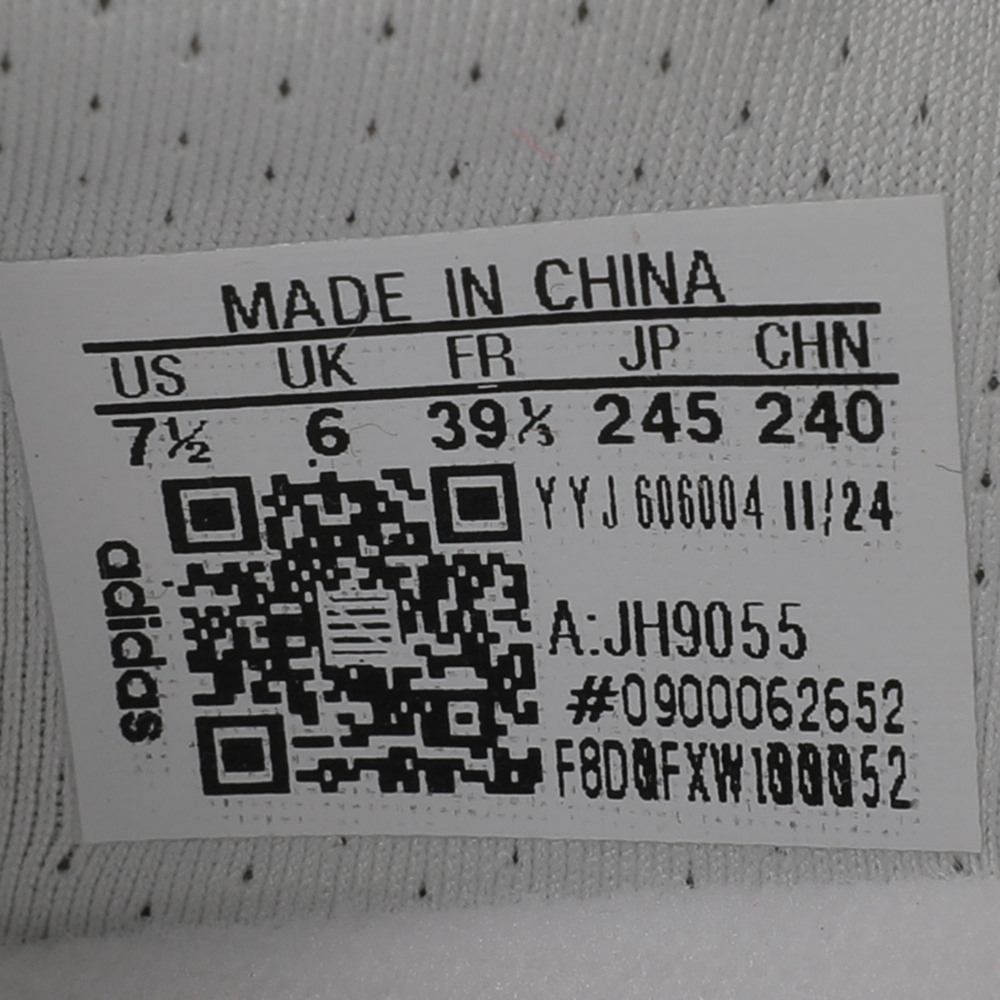 MADE IN CHINA
US UK FR JP CHN
7½ 6 39⅓ 245 240
YYJ 606004 11/24
adidas
A:JH9055
#0900062652